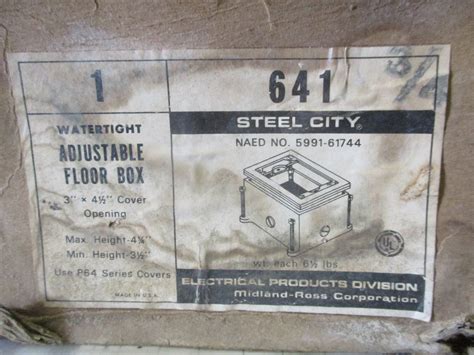 1
WATERTIGHT
ADJUSTABLE
FLOOR BOX
3" × 4½" Cover
Opening
Max. Height-4¼"
Min. Height-3½"
Use P64 Series Covers
MADE IN U.S.A.
641
STEEL CITY®
NAED NO. 5991-61744
UL
wt. each 6½ lbs.
ELECTRICAL PRODUCTS DIVISION
Midland-Ross Corporation